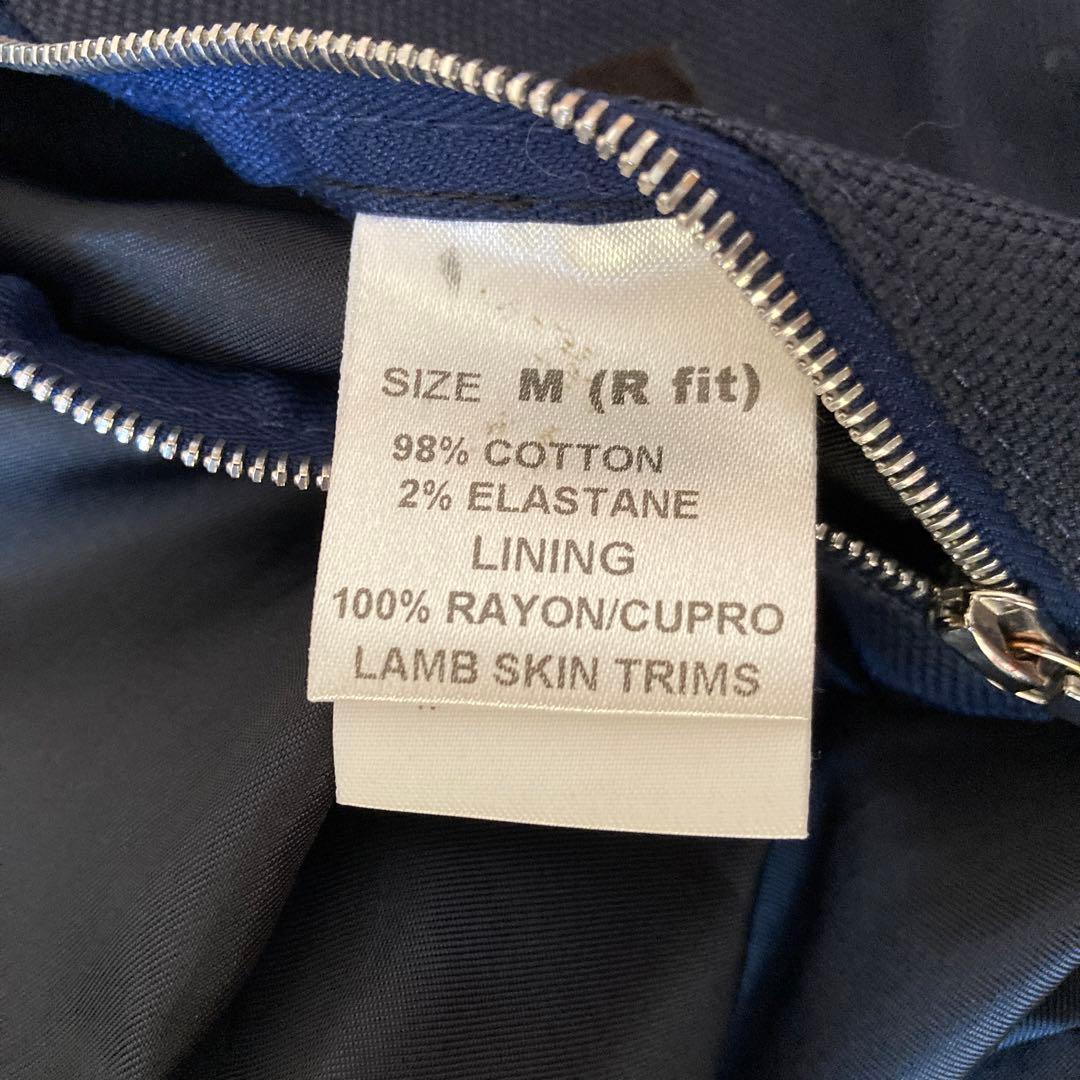 SIZE M (R fit)
98% COTTON
2% ELASTANE
LINING
100% RAYON/CUPRO
LAMB SKIN TRIMS